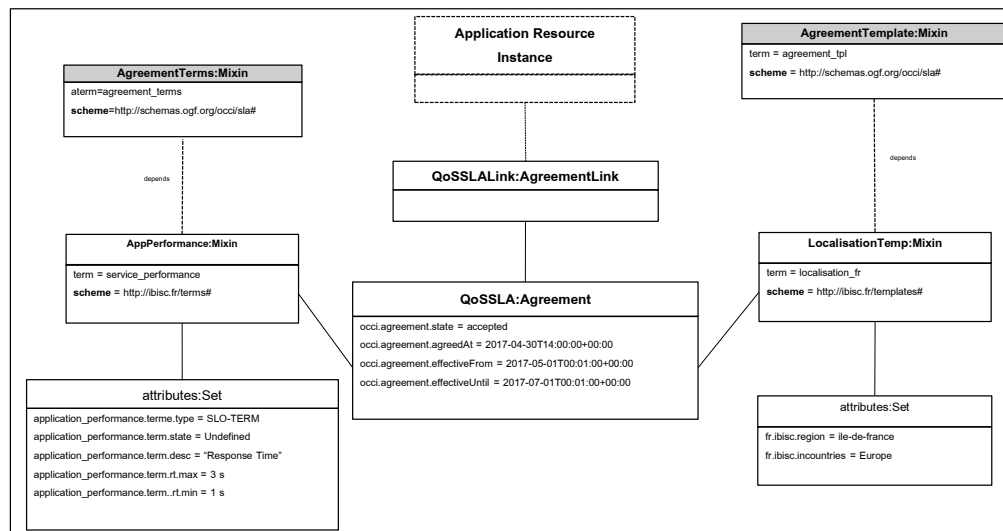 Application Resource
Instance
AgreementTemplate:Mixin
term = agreement_tpl
scheme = http://schemas.ogf.org/occi/sla#
AgreementTerms:Mixin
aterm=agreement_terms
scheme=http://schemas.ogf.org/occi/sla#
depends
depends
QoSSLALink:AgreementLink
AppPerformance:Mixin
term = service_performance
scheme = http://ibisc.fr/terms#
LocalisationTemp:Mixin
term = localisation_fr
scheme = http://ibisc.fr/templates#
QoSSLA:Agreement
occi.agreement.state = accepted
occi.agreement.agreedAt = 2017-04-30T14:00:00+00:00
occi.agreement.effectiveFrom = 2017-05-01T00:01:00+00:00
occi.agreement.effectiveUntil = 2017-07-01T00:01:00+00:00
attributes:Set
application_performance.terme.type = SLO-TERM
application_performance.term.state = Undefined
application_performance.term.desc = “Response Time”
application_performance.term.rt.max = 3 s
application_performance.term..rt.min = 1 s
attributes:Set
fr.ibisc.region = ile-de-france
fr.ibisc.incountries = Europe